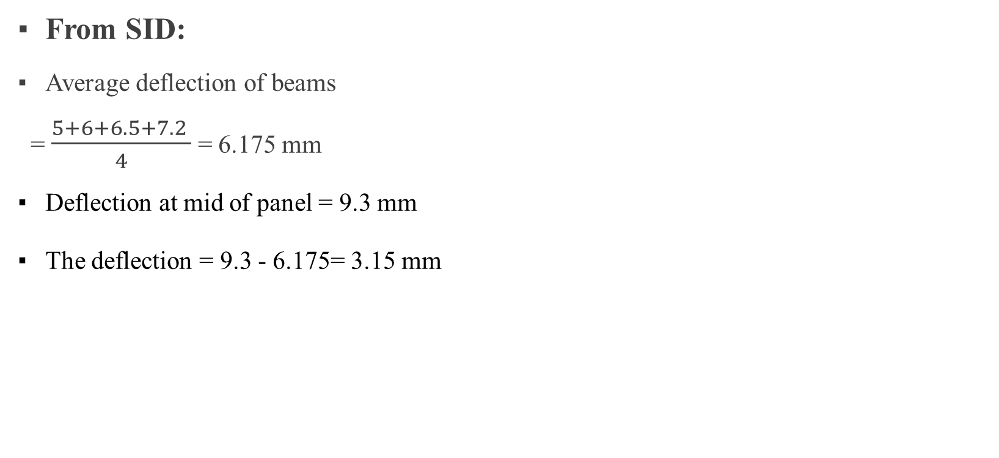 ▪ From SID:
▪ Average deflection of beams
= 5+6+6.5+7.2 / 4 = 6.175 mm
▪ Deflection at mid of panel = 9.3 mm
▪ The deflection = 9.3 - 6.175= 3.15 mm